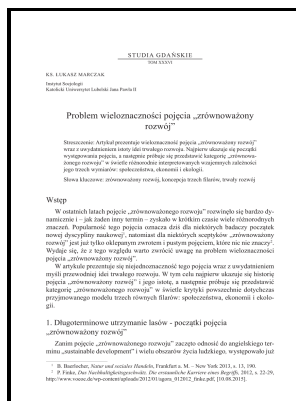 STUDIA GDAŃSKIE
TOM XXXVI
KS. ŁUKASZ MARCZAK
Instytut Socjologii
Katolicki Uniwersytet Lubelski Jana Pawła II
Problem wieloznaczności pojęcia „zrównoważony
rozwój”
Streszczenie: Artykuł prezentuje wieloznaczność pojęcia „zrównoważony rozwój”
wraz z uwydatnieniem istoty idei trwałego rozwoju. Najpierw ukazuje się początki
występowania pojęcia, a następnie próbuje się przedstawić kategorię „zrównowa-
żonego rozwoju” w świetle różnorodnie interpretowanych wzajemnych zależności
jego trzech wymiarów: społeczeństwa, ekonomii i ekologii.
Słowa kluczowe: zrównoważony rozwój, koncepcja trzech filarów, trwały rozwój
Wstęp
W ostatnich latach pojęcie „zrównoważonego rozwoju” rozwinęło się bardzo dy-
namicznie i – jak żaden inny termin – zyskało w krótkim czasie wiele różnorodnych
znaczeń. Popularność tego pojęcia oznacza dziś dla niektórych badaczy początek
nowej dyscypliny naukowej¹, natomiast dla niektórych sceptyków „zrównoważony
rozwój” jest już tylko oklepanym zwrotem i pustym pojęciem, które nic nie znaczy².
Wydaje się, że z tego względu warto zwrócić uwagę na problem wieloznaczności
pojęcia „zrównoważony rozwój”.
W artykule prezentuje się niejednoznaczność tego pojęcia wraz z uwydatnieniem
myśli przewodniej idei trwałego rozwoju. W tym celu najpierw ukazuje się historię
pojęcia „zrównoważony rozwój” i jego istotę, a następnie próbuje się przedstawić
kategorię „zrównoważonego rozwoju” w świetle krytyki powszechnie dotychczas
przyjmowanego modelu trzech równych filarów: społeczeństwa, ekonomii i ekolo-
gii.
1. Długoterminowe utrzymanie lasów - początki pojęcia
„zrównoważony rozwój”
Zanim pojęcie „zrównoważonego rozwoju” zaczęto odnosić do angielskiego ter-
minu „sustainable development” i wielu obszarów życia ludzkiego, występowało już
¹ B. Baerlocher, Natur und soziales Handeln, Frankfurt a. M. – New York 2013, s. 13, 190.
² P. Finke, Das Nachhaltigkeitsgeschwätz. Die erstaunliche Karriere eines Begriffs, 2012, s. 22-29,
http://www.voeoe.de/wp-content/uploads/2012/01/agora_012012_finke.pdf, [10.08.2015].